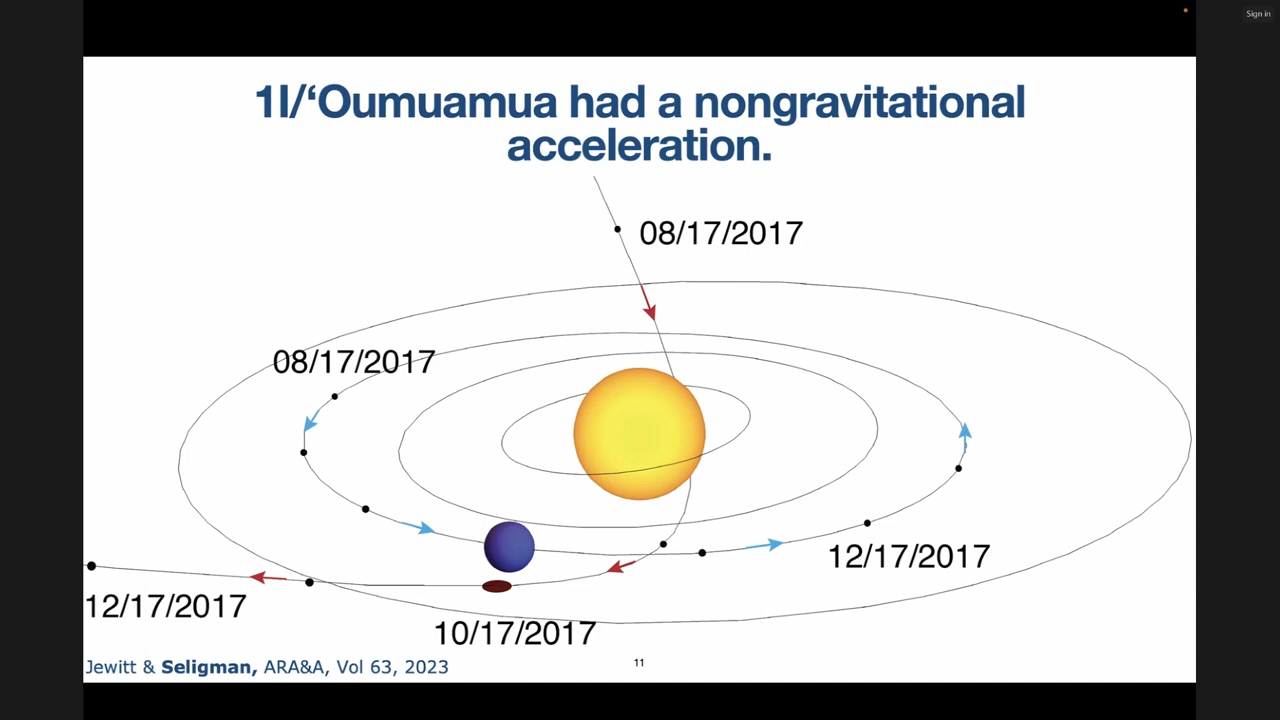 Sign in
1I/‘Oumuamua had a nongravitational
acceleration.
08/17/2017
08/17/2017
12/17/2017
12/17/2017
10/17/2017
Jewitt & Seligman, ARA&A, Vol 63, 2023
11